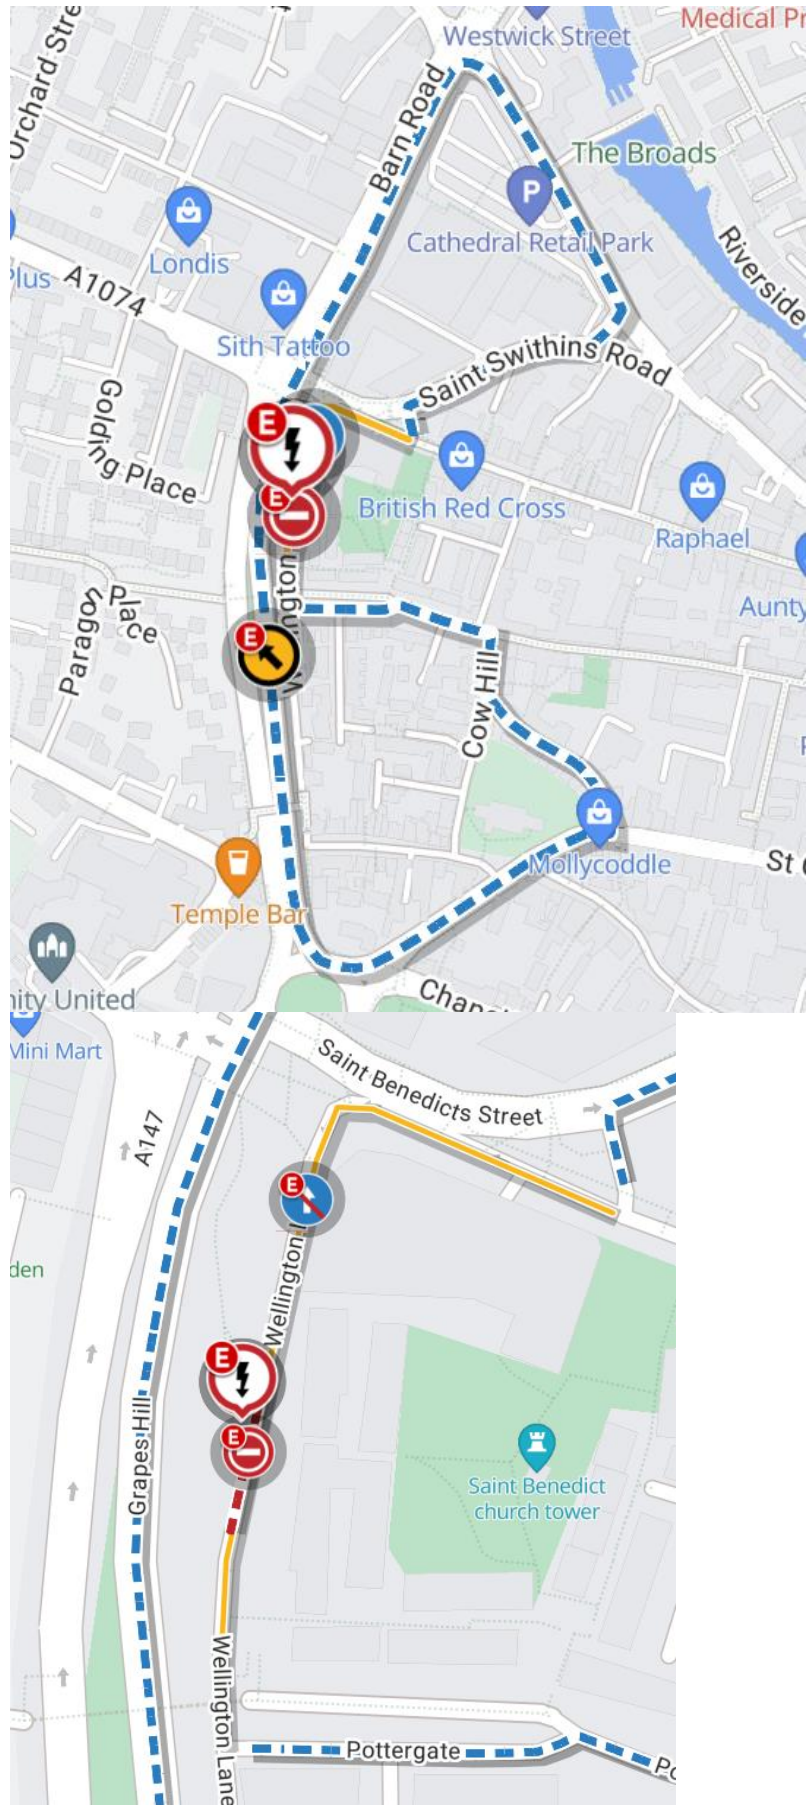 Westwick Street
Medical Pr
Orchard Stre
Barn Road
The Broads
P
Cathedral Retail Park
Londis
Plus
A1074
Riverside
Sith Tattoo
Saint Swithins Road
Golding Place
E
British Red Cross
E
Raphael
ington
Aunty
Paragon Place
Place
E
W
Cow Hill
Mollycoddle
St
Temple Bar
nity United
Chape
Mini Mart
Saint Benedicts Street
A147
E
Wellington
den
E
Grapes Hill
E
Saint Benedict
church tower
Wellington Lane
Pottergate
Po